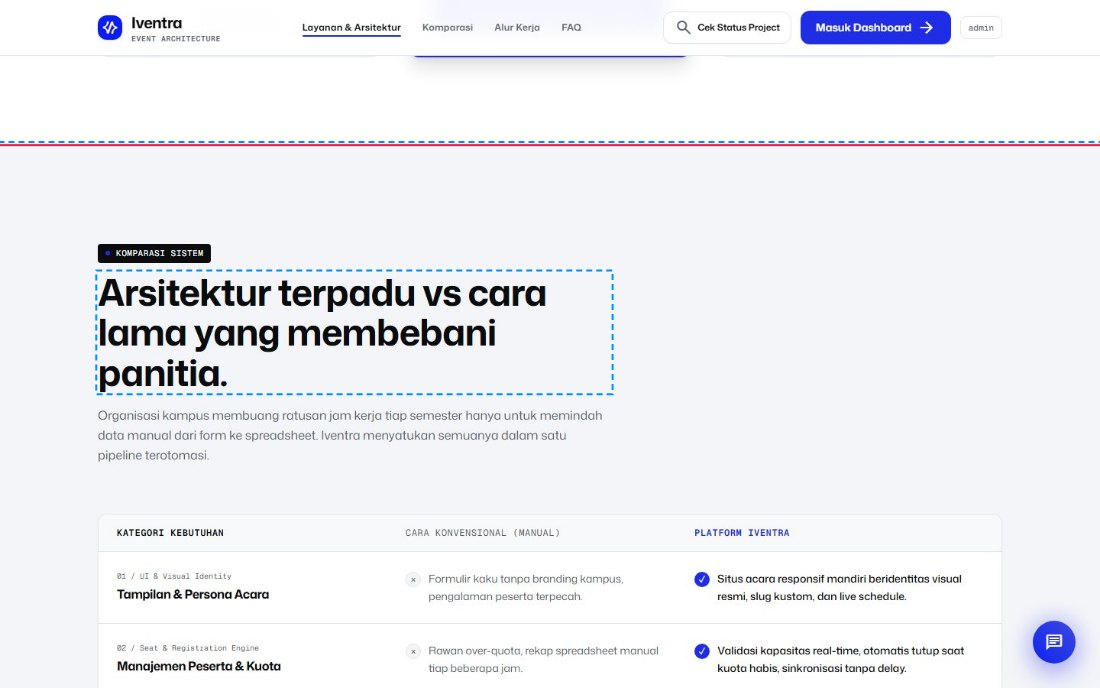 Iventra
EVENT ARCHITECTURE
Layanan & Arsitektur
Komparasi
Alur Kerja
FAQ
Cek Status Project
Masuk Dashboard
admin
KOMPARASI SISTEM
Arsitektur terpadu vs cara
lama yang membebani
panitia.
Organisasi kampus membuang ratusan jam kerja tiap semester hanya untuk memindah
data manual dari form ke spreadsheet. Iventra menyatukan semuanya dalam satu
pipeline terotomasi.
KATEGORI KEBUTUHAN
CARA KONVENSIONAL (MANUAL)
PLATFORM IVENTRA
01 / UI & Visual Identity
Tampilan & Persona Acara
Formulir kaku tanpa branding kampus,
pengalaman peserta terpecah.
Situs acara responsif mandiri beridentitas visual
resmi, slug kustom, dan live schedule.
02 / Seat & Registration Engine
Manajemen Peserta & Kuota
Rawan over-quota, rekap spreadsheet manual
tiap beberapa jam.
Validasi kapasitas real-time, otomatis tutup saat
kuota habis, sinkronisasi tanpa delay.